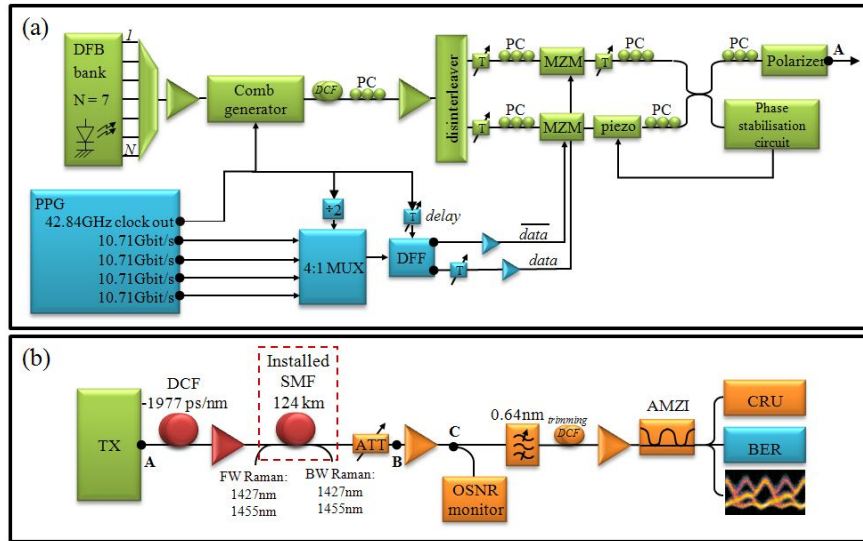 (a)
DFB
bank
N = 7
1
N
Comb
generator
DCF
PC
disinterleaver
T
PC
MZM
T
PC
PC
Polarizer
A
T
PC
MZM
piezo
PC
Phase
stabilisation
circuit
PPG
42.84GHz clock out
10.71Gbit/s
10.71Gbit/s
10.71Gbit/s
10.71Gbit/s
÷2
T
delay
4:1 MUX
DFF
data
T
data
(b)
TX
A
DCF
-1977 ps/nm
Installed
SMF
124 km
FW Raman:
1427nm
1455nm
BW Raman:
1427nm
1455nm
ATT
B
C
OSNR
monitor
0.64nm
trimming
DCF
AMZI
CRU
BER